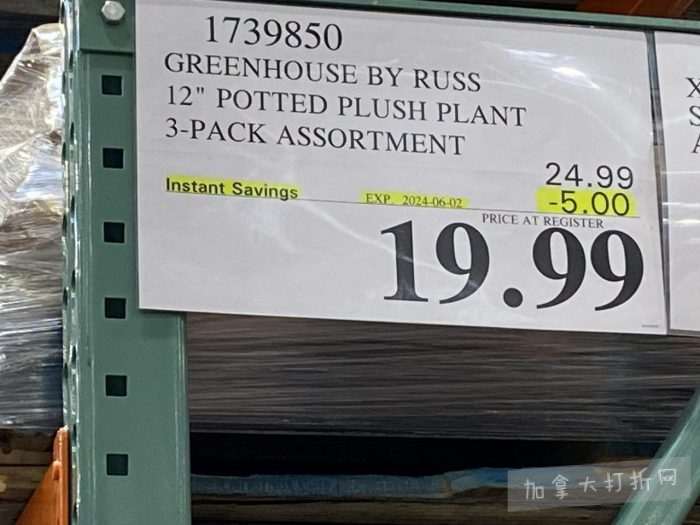 1739850
GREENHOUSE BY RUSS
12" POTTED PLUSH PLANT
3-PACK ASSORTMENT
24.99
Instant Savings EXP. 2024-06-02 -5.00
PRICE AT REGISTER
19.99
X
S
A
加拿大打折网